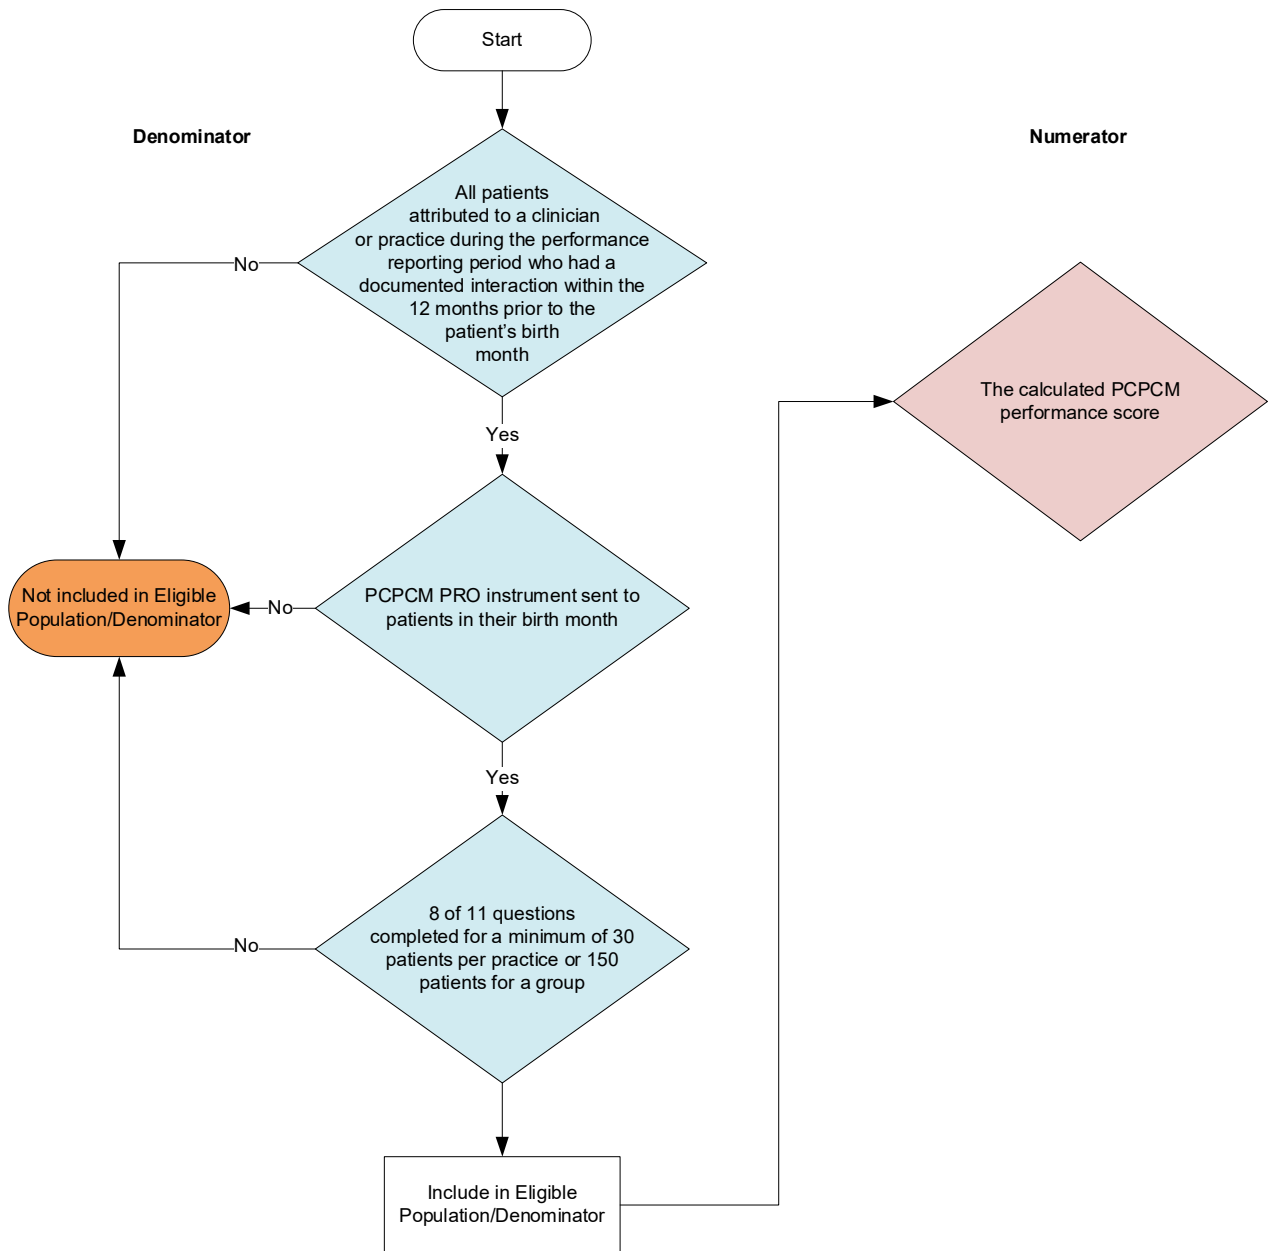 Start
Denominator
Numerator
All patients
attributed to a clinician
or practice during the performance
reporting period who had a
documented interaction within the
12 months prior to the
patient’s birth
month
No
The calculated PCPCM
performance score
Yes
Not included in Eligible
Population/Denominator
No
PCPCM PRO instrument sent to
patients in their birth month
Yes
8 of 11 questions
completed for a minimum of 30
patients per practice or 150
patients for a group
No
Include in Eligible
Population/Denominator